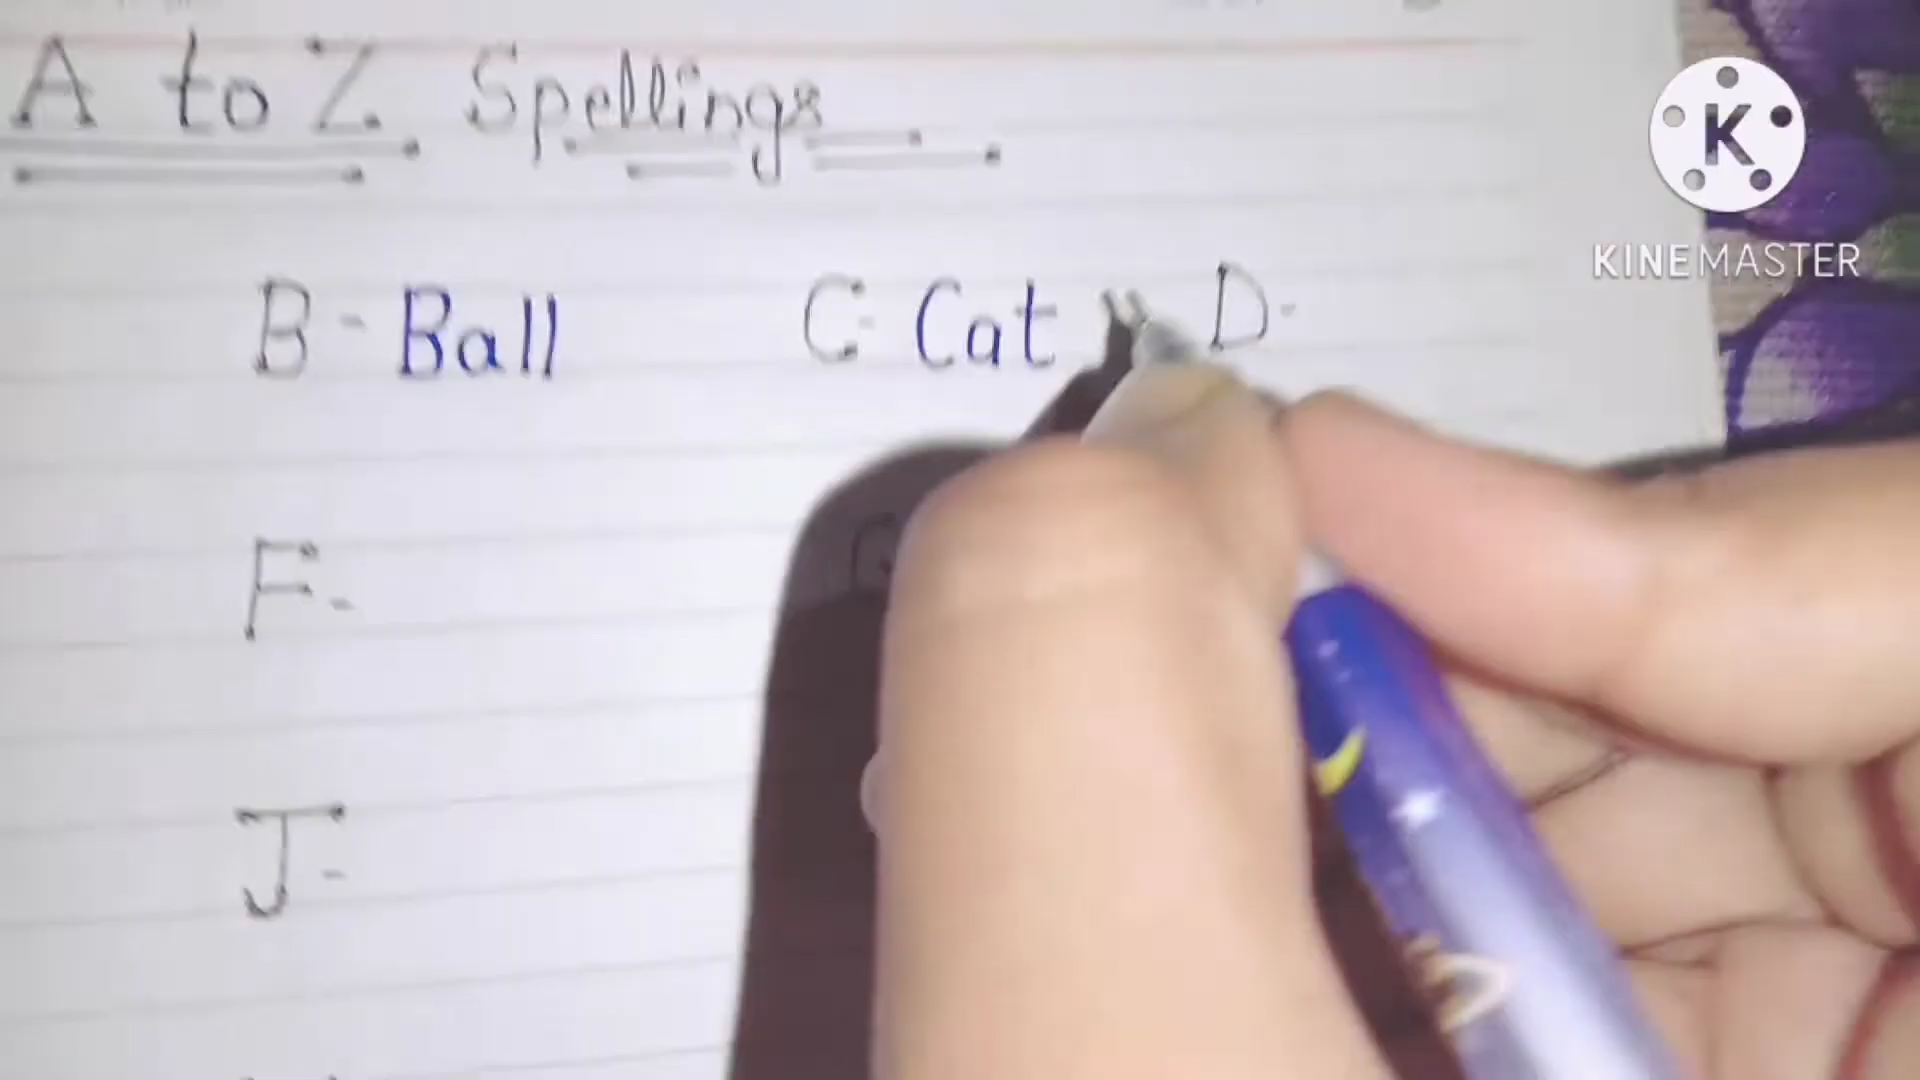 A to Z Spellings
B - Ball C- Cat D-
F-
J-
K
KINEMASTER